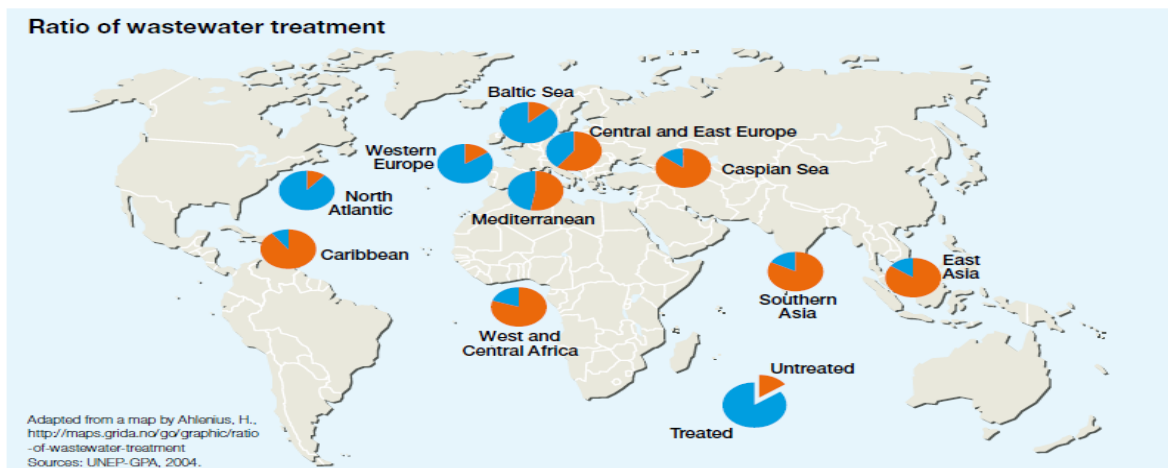 Ratio of wastewater treatment
Baltic Sea
Central and East Europe
Western
Europe
Caspian Sea
North
Atlantic
Mediterranean
Caribbean
East
Asia
Southern
Asia
West and
Central Africa
Untreated
Treated
Adapted from a map by Ahlenius, H.,
http://maps.grida.no/go/graphic/ratio
-of-wastewater-treatment
Sources: UNEP-GPA, 2004.